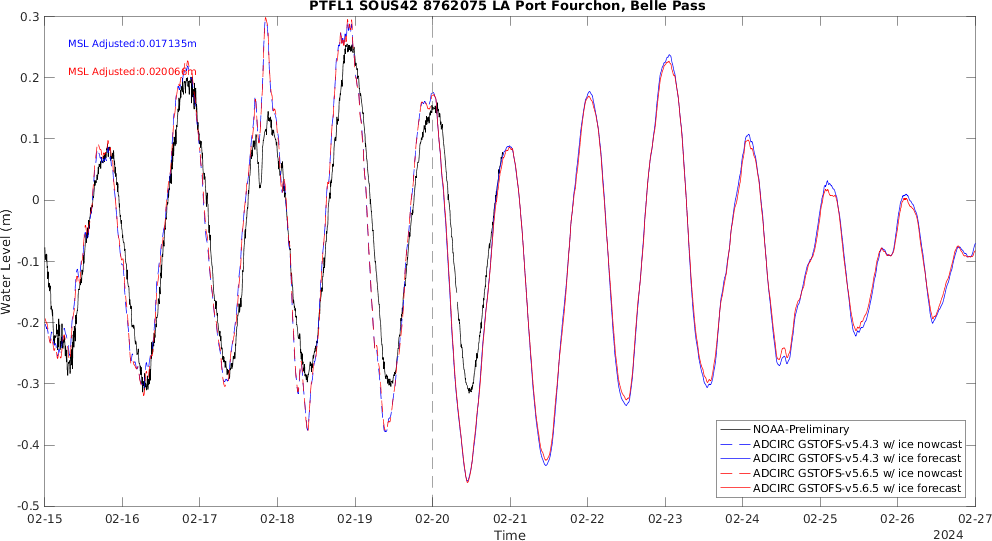 PTFL1 SOUS42 8762075 LA Port Fourchon, Belle Pass
0.3
0.2
0.1
0
-0.1
-0.2
-0.3
-0.4
-0.5
Water Level (m)
MSL Adjusted:0.017135m
MSL Adjusted:0.020066m
NOAA-Preliminary
ADCIRC GSTOFS-v5.4.3 w/ ice nowcast
ADCIRC GSTOFS-v5.4.3 w/ ice forecast
ADCIRC GSTOFS-v5.6.5 w/ ice nowcast
ADCIRC GSTOFS-v5.6.5 w/ ice forecast
02-15 02-16 02-17 02-18 02-19 02-20 02-21 02-22 02-23 02-24 02-25 02-26 02-27
Time
2024